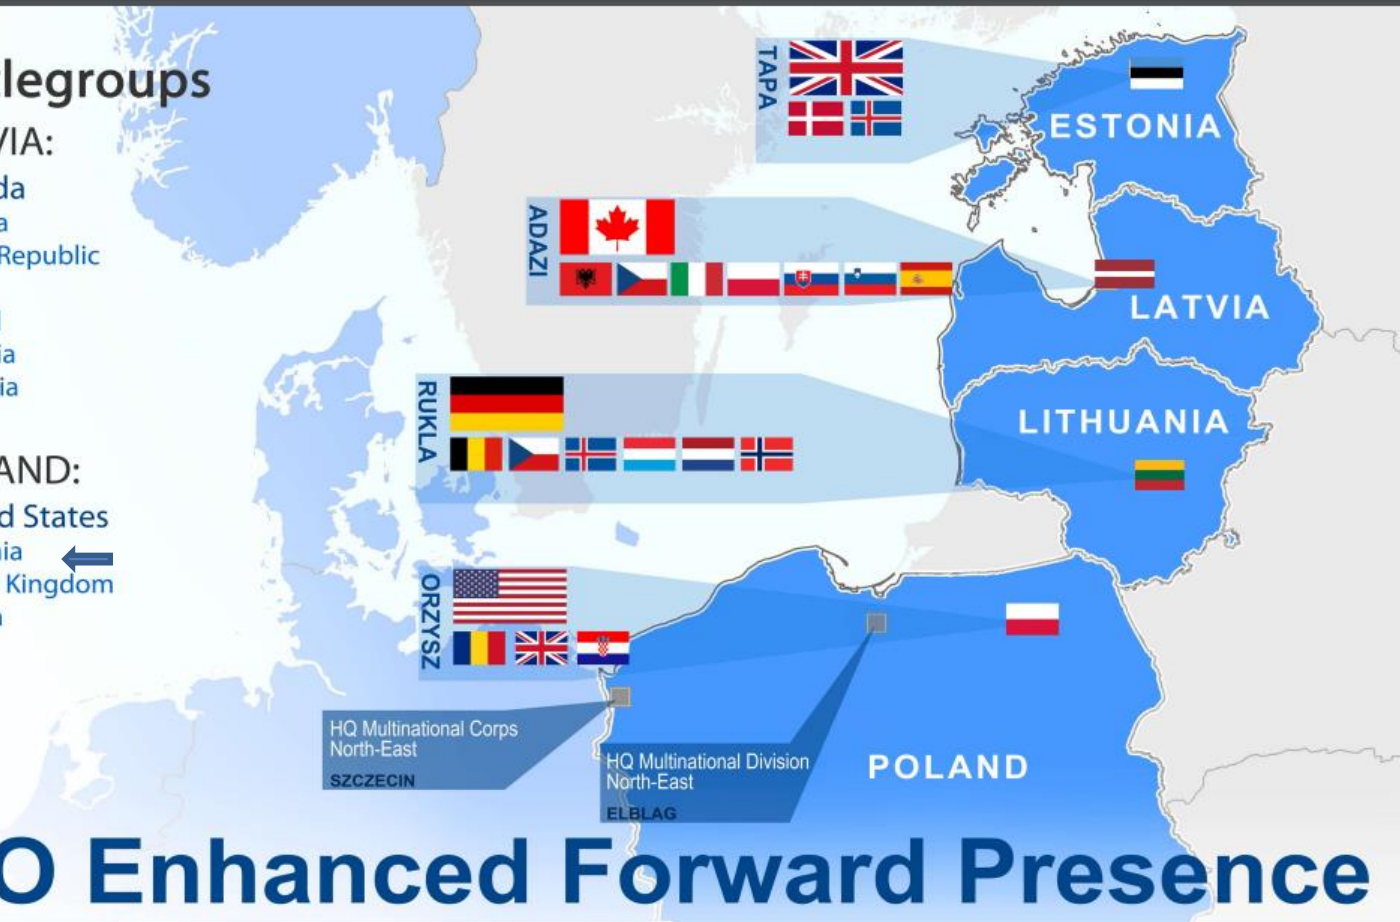 tlegroups
VIA:
da
a
Republic
ia
ia
AND:
d States
ia
Kingdom
TAPA
ESTONIA
ADAZI
LATVIA
RUKLA
LITHUANIA
ORZYSZ
HQ Multinational Corps
North-East
SZCZECIN
HQ Multinational Division
North-East
ELBLAG
POLAND
O Enhanced Forward Presence